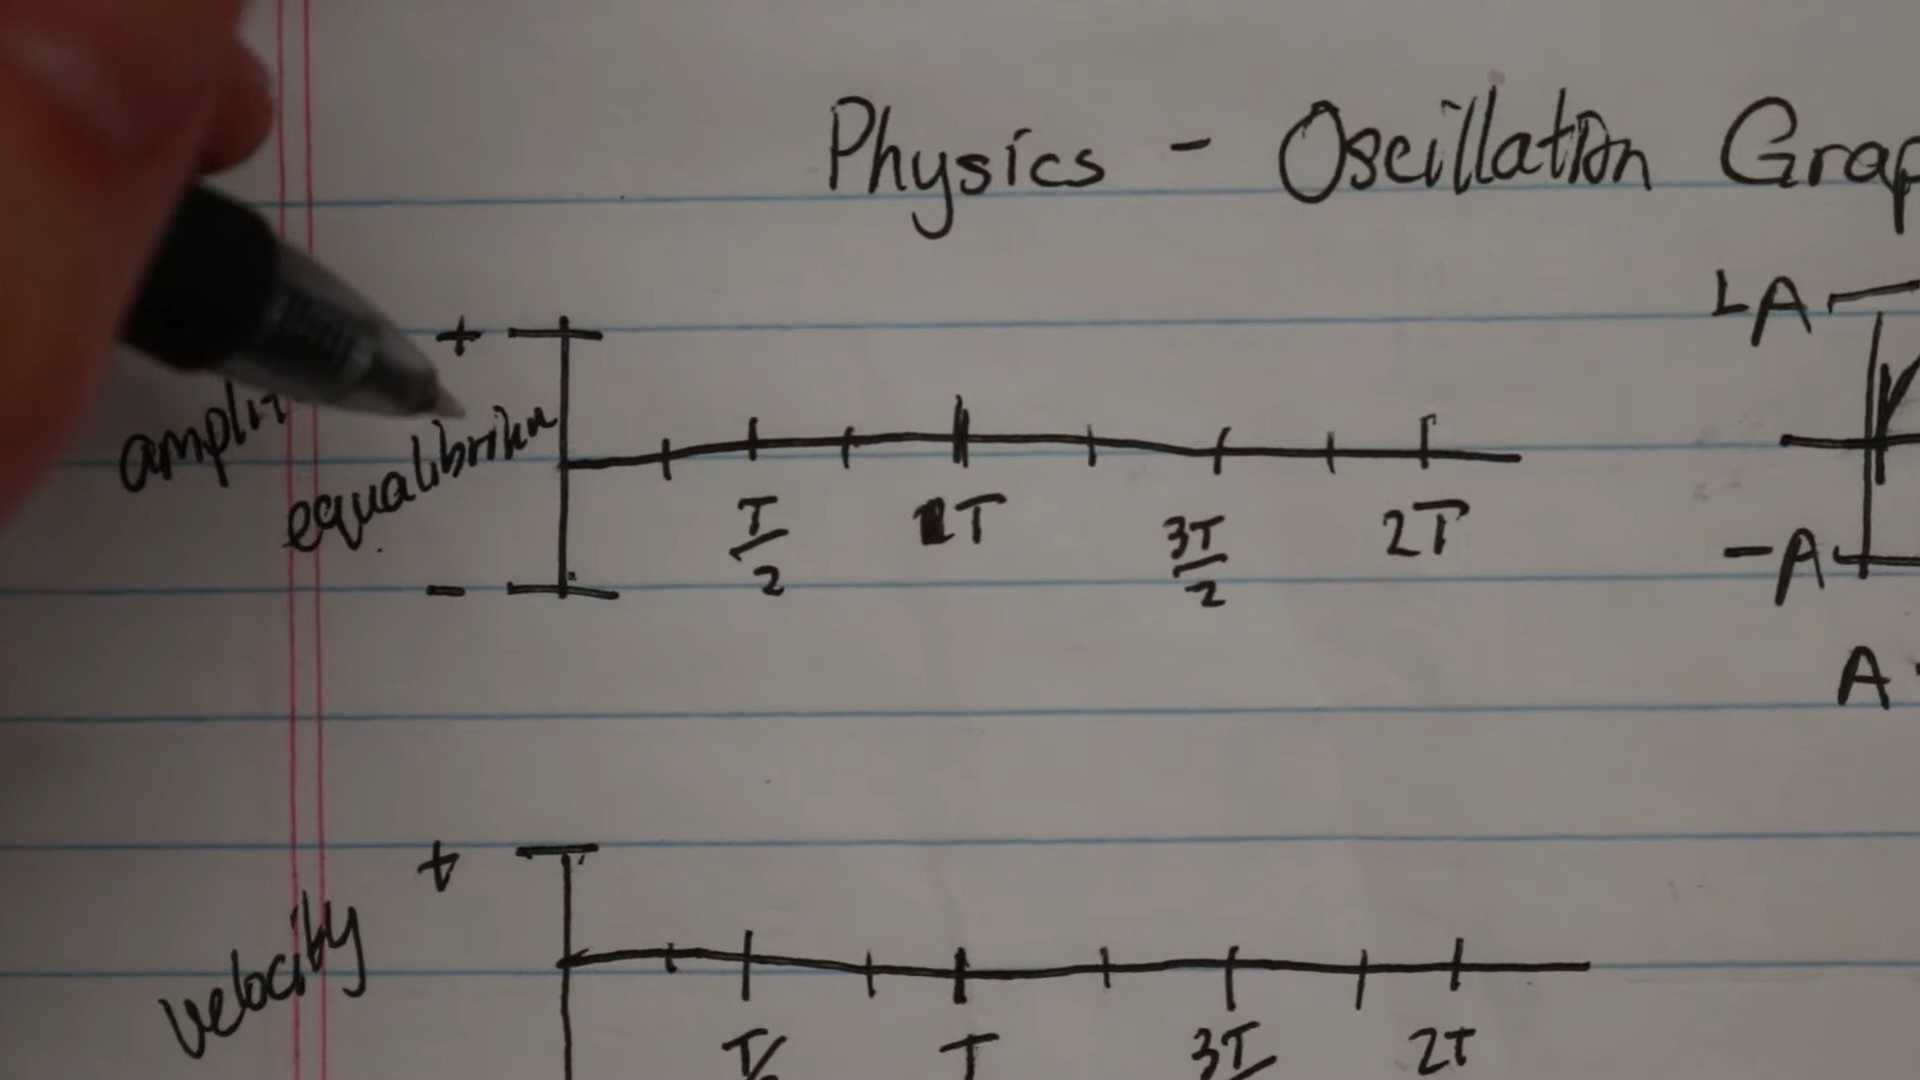 Physics - Oscillation
+A
+
equalibrium
T/2
T
3T/2
2T
-
-A
A
+
velocity
T
3T
2T